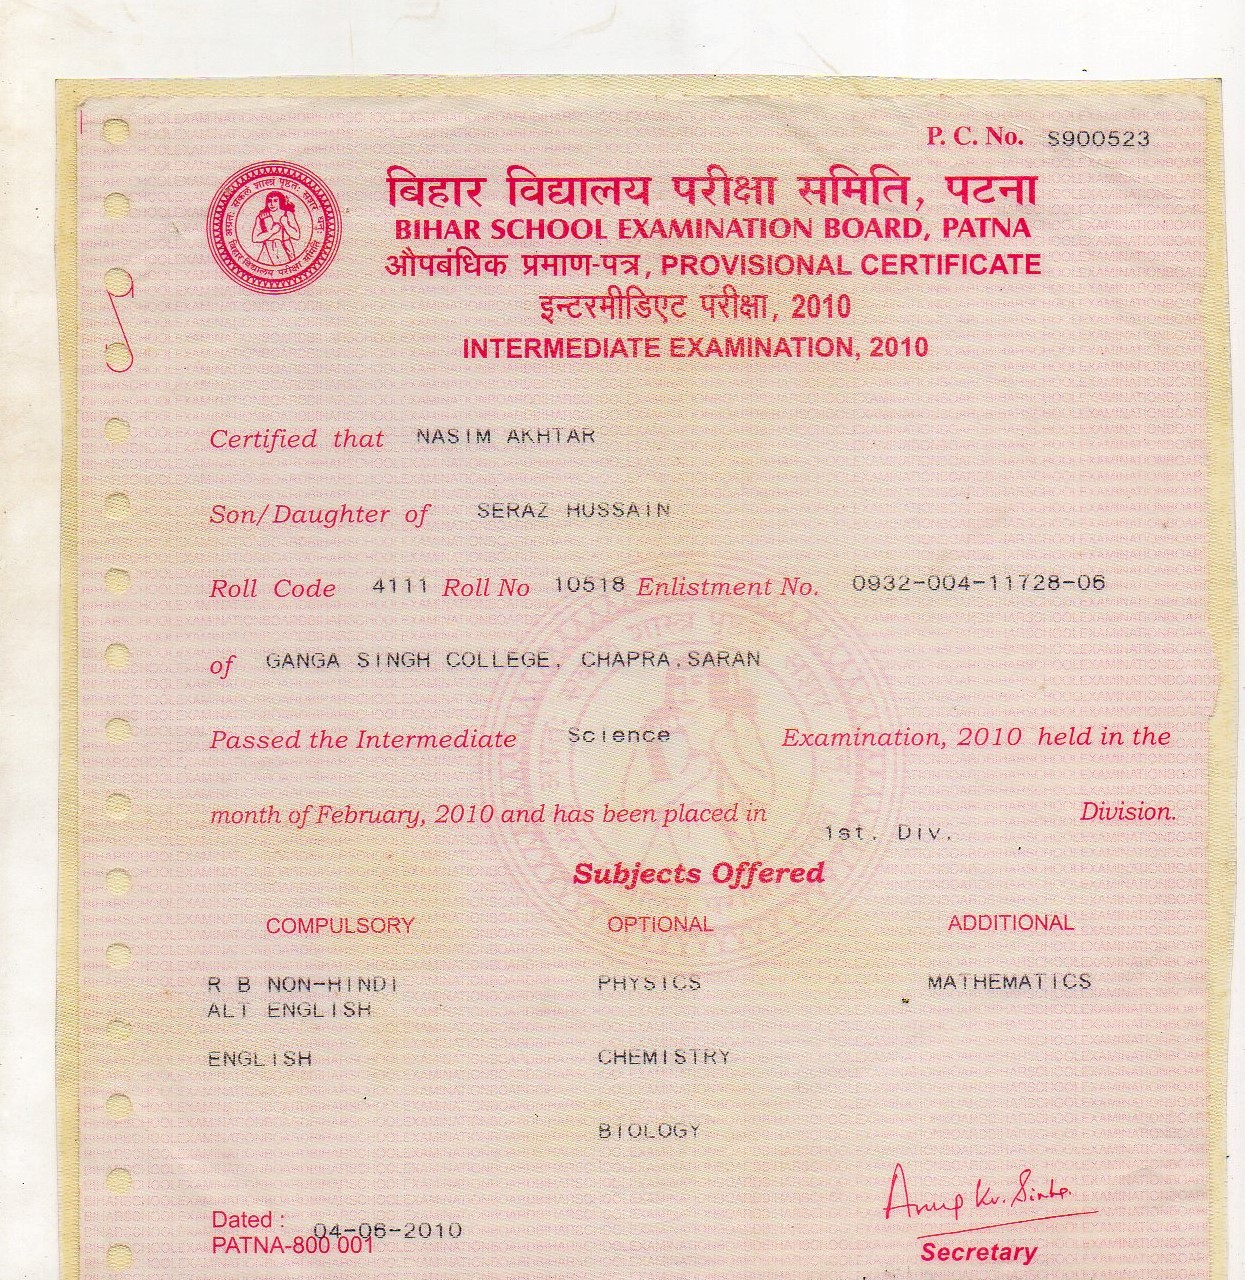 P. C. No. S900523
बिहार विद्यालय परीक्षा समिति, पटना
BIHAR SCHOOL EXAMINATION BOARD, PATNA
औपबंधिक प्रमाण-पत्र, PROVISIONAL CERTIFICATE
इन्टरमीडिएट परीक्षा, 2010
INTERMEDIATE EXAMINATION, 2010
Certified that NASIM AKHTAR
Son/Daughter of SERAZ HUSSAIN
Roll Code 4111 Roll No 10518 Enlistment No. 0932-004-11728-06
of GANGA SINGH COLLEGE, CHAPRA,SARAN
Passed the Intermediate Science Examination, 2010 held in the
month of February, 2010 and has been placed in 1st. Div. Division.
Subjects Offered
COMPULSORY OPTIONAL ADDITIONAL
R B NON-HINDI PHYSICS MATHEMATICS
ALT ENGLISH
ENGLISH CHEMISTRY
BIOLOGY
Dated : 04-06-2010
PATNA-800 001
Secretary